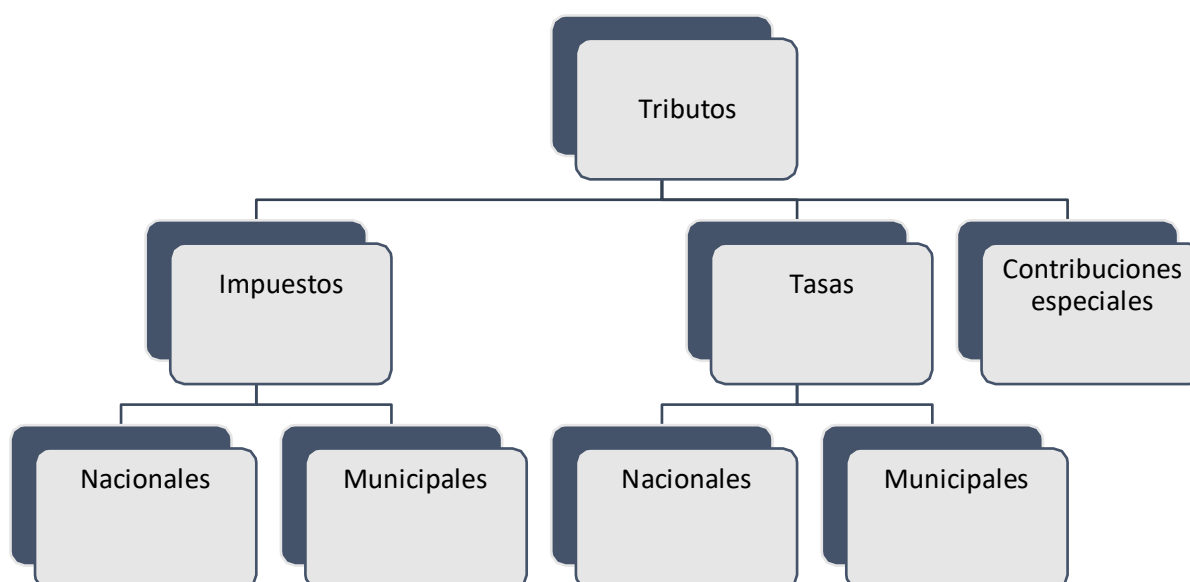 Tributos
Impuestos
Tasas
Contribuciones
especiales
Nacionales
Municipales
Nacionales
Municipales